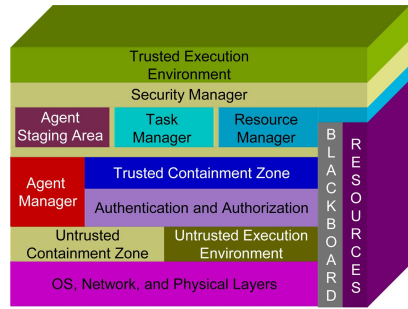 Trusted Execution
Environment
Security Manager
Agent
Staging Area
Task
Manager
Resource
Manager
Agent
Manager
Trusted Containment Zone
Authentication and Authorization
Untrusted
Containment Zone
Untrusted Execution
Environment
OS, Network, and Physical Layers
BLACKBOARD
RESOURCES